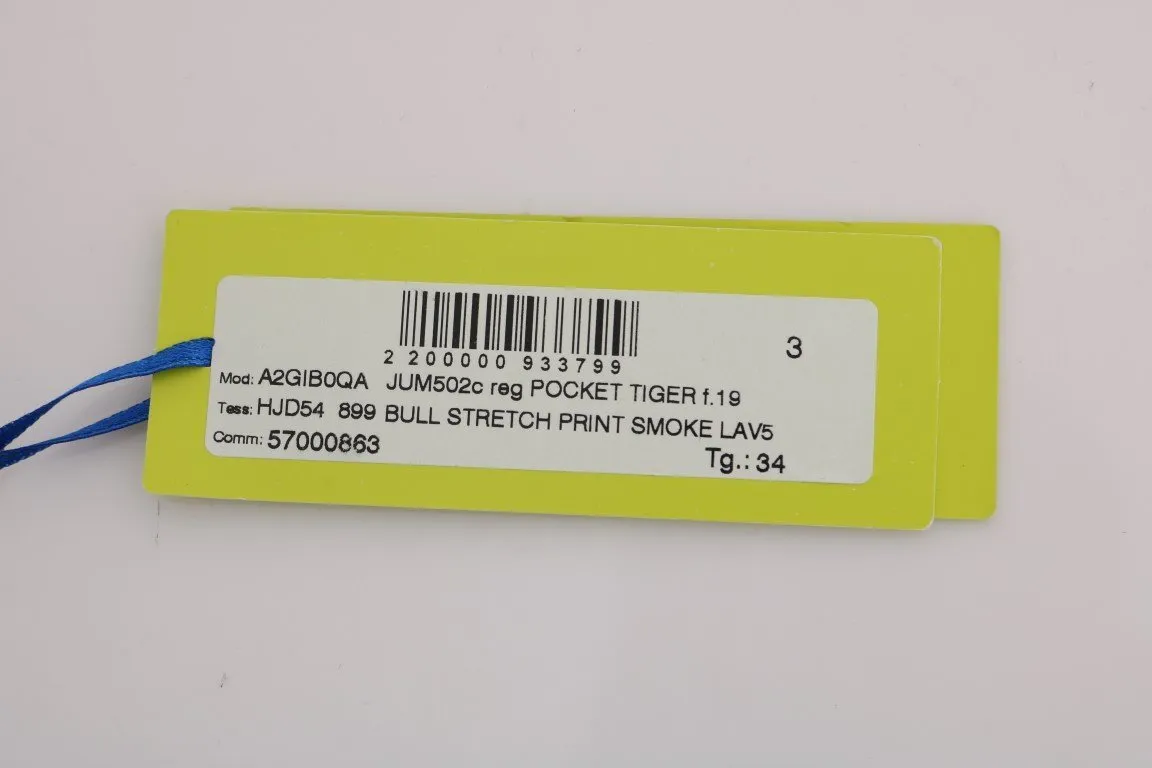 3
2 200000 933799
Mod: A2GIB0QA JUM502c reg POCKET TIGER f.19
Tess: HJD54 899 BULL STRETCH PRINT SMOKE LAV5
Comm: 57000863
Tg.: 34